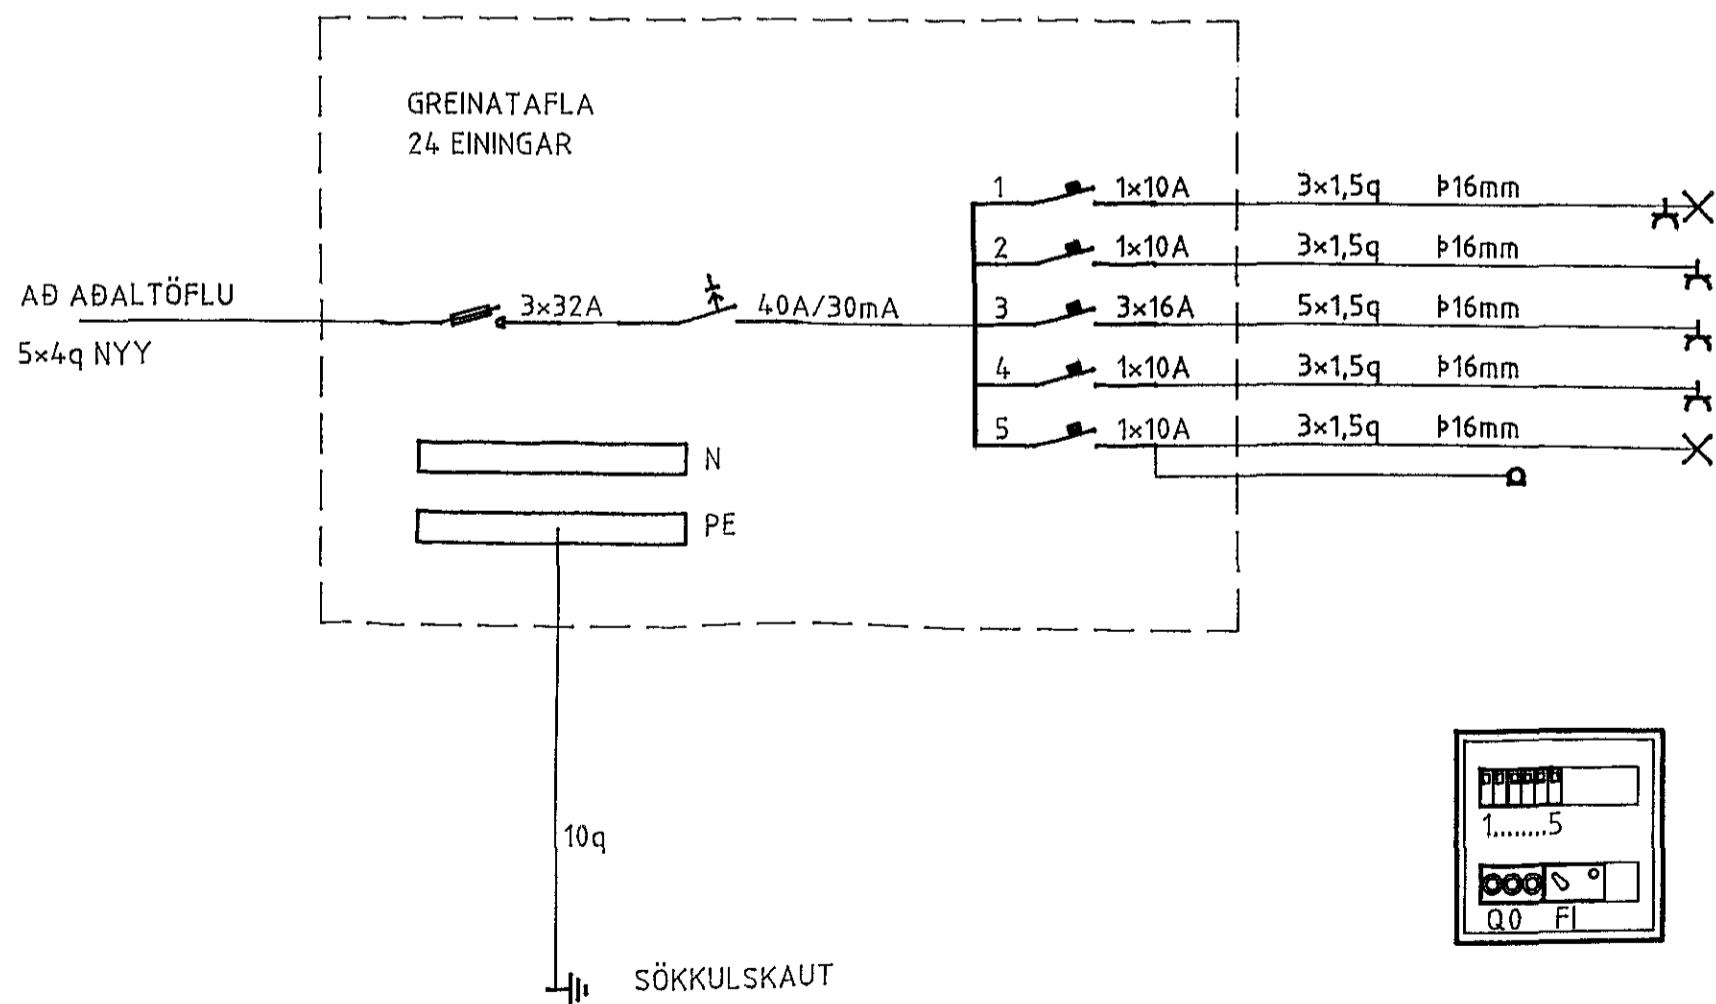 GREINATAFLA
24 EININGAR
AÐ AÐALTÖFLU
5×4q NYY
3×32A
40A/30mA
1 1×10A 3×1,5q Þ16mm
2 1×10A 3×1,5q Þ16mm
3 3×16A 5×1,5q Þ16mm
4 1×10A 3×1,5q Þ16mm
5 1×10A 3×1,5q Þ16mm
N
PE
10q
SÖKKULSKAUT
1........5
Q0 FI